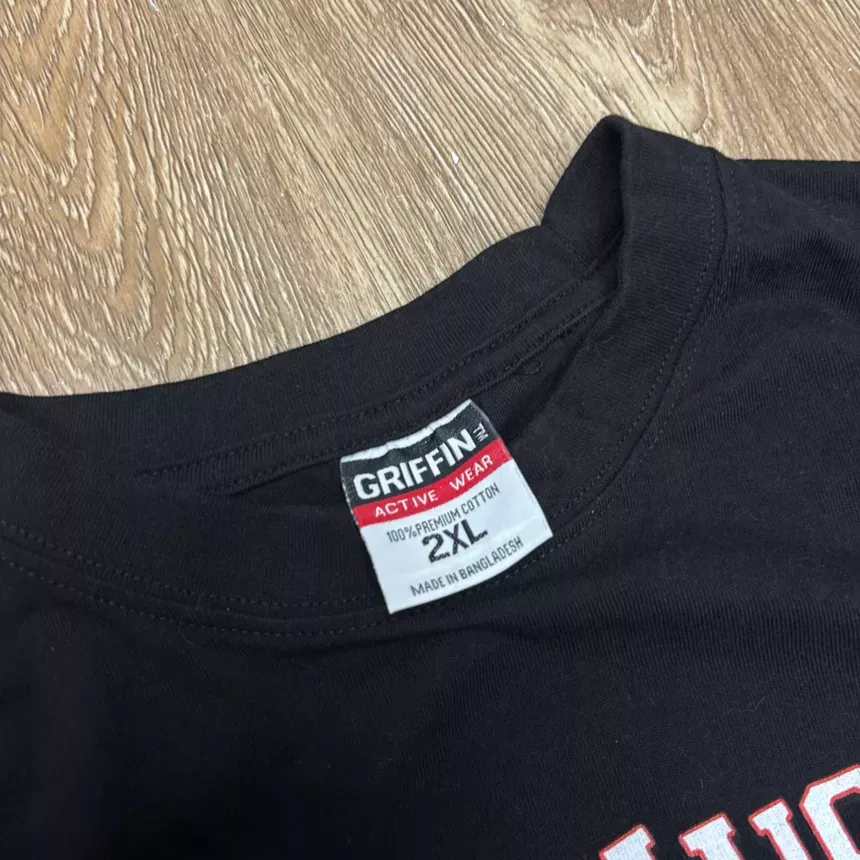 GRIFFIN™
ACTIVE WEAR
100% PREMIUM COTTON
2XL
MADE IN BANGLADESH